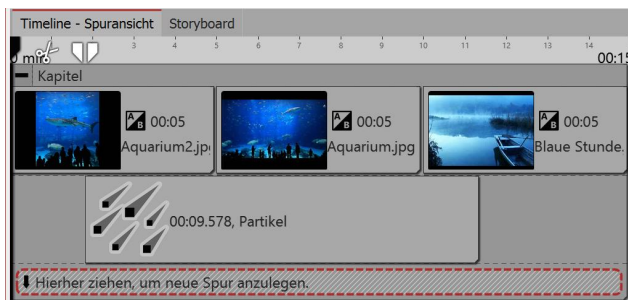 Timeline - Spuransicht Storyboard
3 4 5 6 7 8 9 10 11 12 13 14
0 min 00:15
Kapitel
A/B 00:05 A/B 00:05 A/B 00:05
Aquarium2.jp Aquarium.jpg Blaue Stunde.
00:09.578, Partikel
Hierher ziehen, um neue Spur anzulegen.